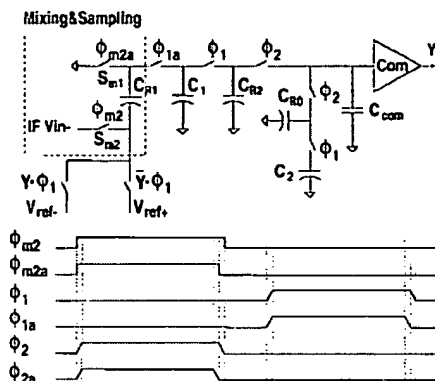 Mixing&Sampling
ϕm2a ϕ1a ϕ1 ϕ2 Y
Sm1 CR1 C1 CR2 Com
ϕm2 CR0 ϕ2
IF Vin- Sm2 Ccom
ϕ1
C2
Y·ϕ1 Ȳ·ϕ1
Vref- Vref+
ϕm2
ϕm2a
ϕ1
ϕ1a
ϕ2
ϕ2a